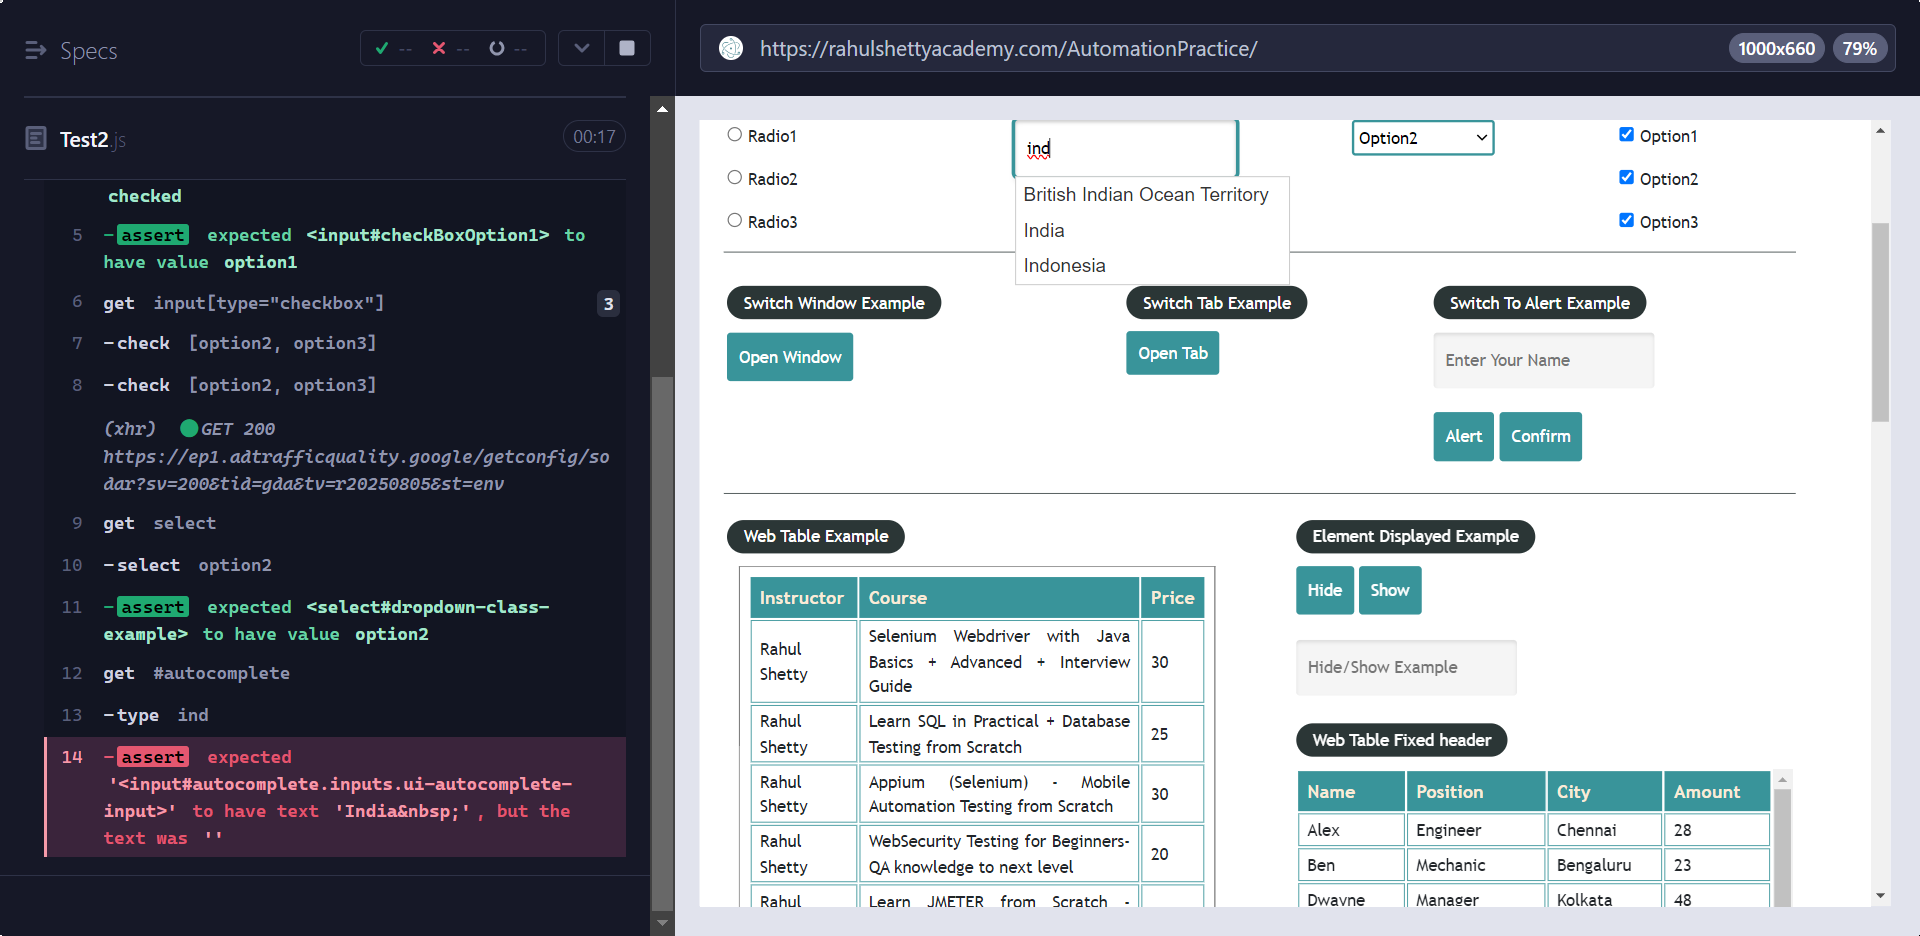 Specs
-- -- --
Test2.js
00:17
checked
5 -assert expected <input#checkBoxOption1> to
have value option1
6 get input[type="checkbox"] 3
7 -check [option2, option3]
8 -check [option2, option3]
(xhr) GET 200
https://ep1.adtrafficquality.google/getconfig/so
dar?sv=200&tid=gda&tv=r20250805&st=env
9 get select
10 -select option2
11 -assert expected <select#dropdown-class-
example> to have value option2
12 get #autocomplete
13 -type ind
14 -assert expected
'<input#autocomplete.inputs.ui-autocomplete-
input>' to have text 'India&nbsp;', but the
text was ''
https://rahulshettyacademy.com/AutomationPractice/
1000x660 79%
Radio1
Radio2
Radio3
ind
British Indian Ocean Territory
India
Indonesia
Option2
Option1
Option2
Option3
Switch Window Example
Open Window
Switch Tab Example
Open Tab
Switch To Alert Example
Enter Your Name
Alert Confirm
Web Table Example
Instructor Course Price
Rahul
Shetty
Selenium Webdriver with Java
Basics + Advanced + Interview
Guide
30
Rahul
Shetty
Learn SQL in Practical + Database
Testing from Scratch
25
Rahul
Shetty
Appium (Selenium) - Mobile
Automation Testing from Scratch
30
Rahul
Shetty
WebSecurity Testing for Beginners-
QA knowledge to next level
20
Rahul
Learn JMETER from Scratch -
Element Displayed Example
Hide Show
Hide/Show Example
Web Table Fixed header
Name Position City Amount
Alex Engineer Chennai 28
Ben Mechanic Bengaluru 23
Dwayne Manager Kolkata 48